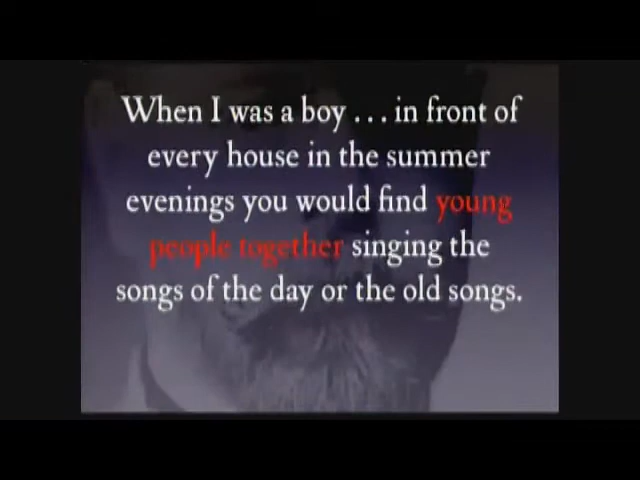 When I was a boy . . . in front of
every house in the summer
evenings you would find young
people together singing the
songs of the day or the old songs.